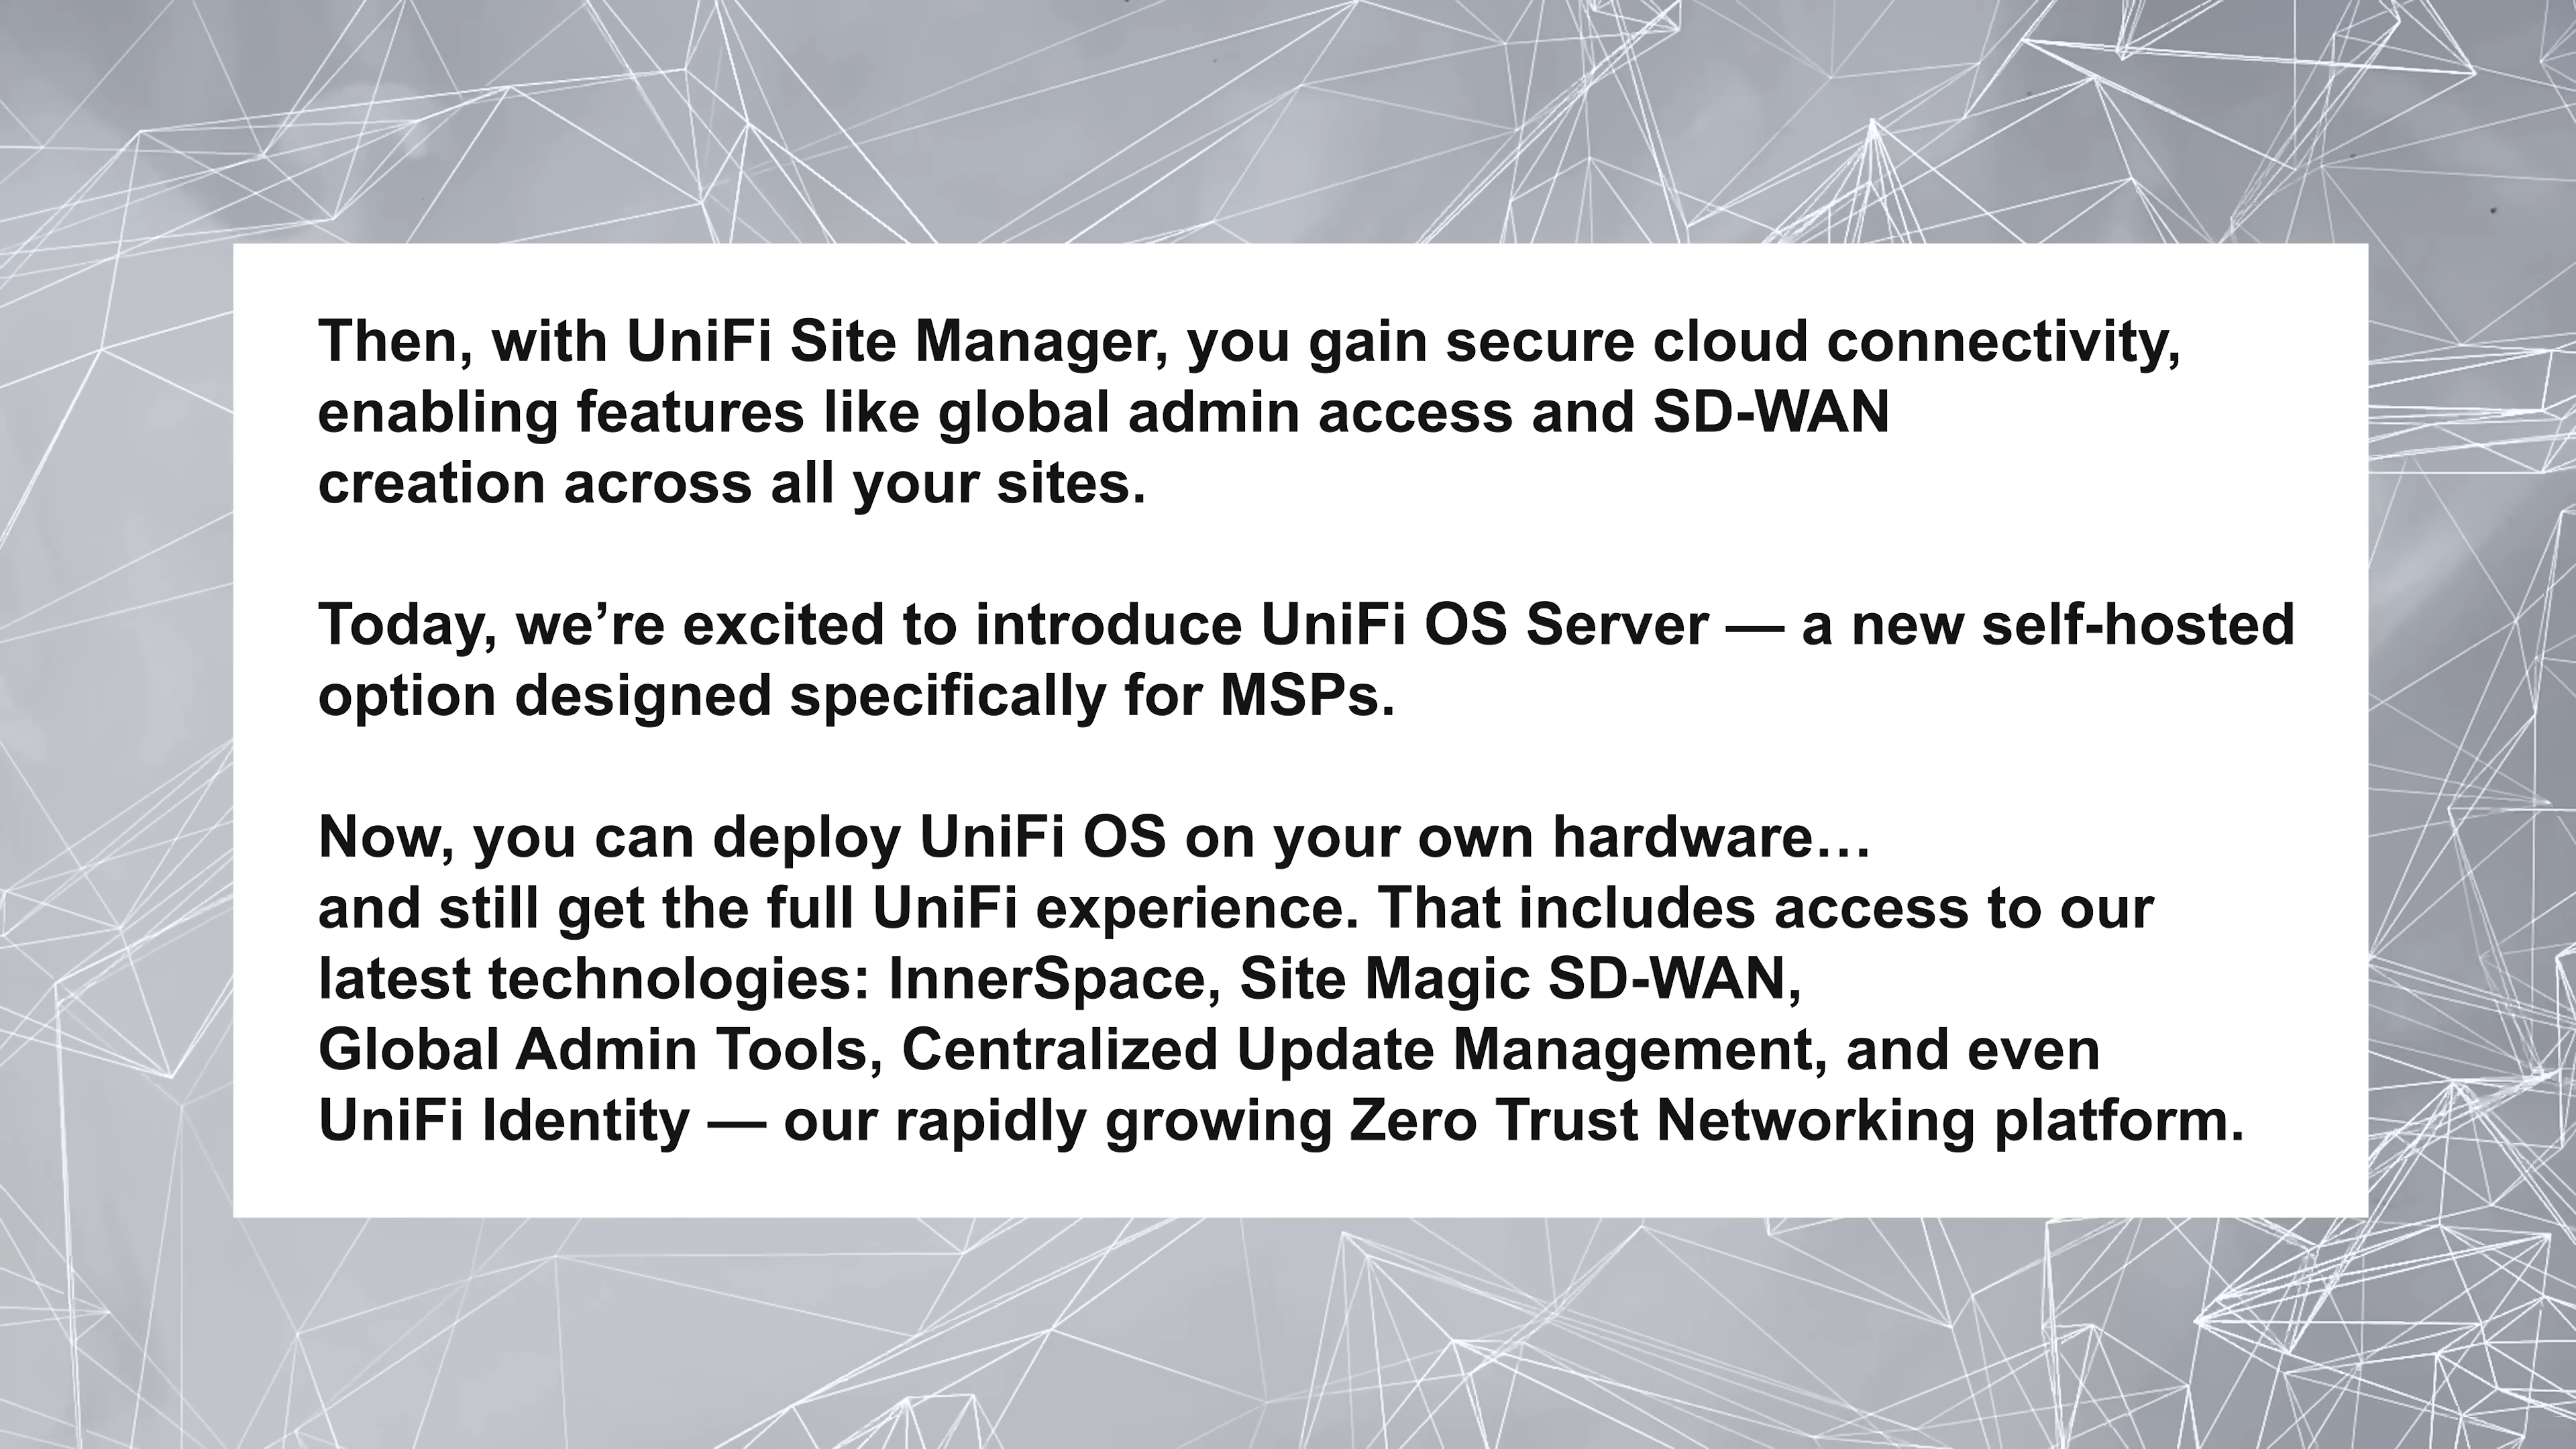 Then, with UniFi Site Manager, you gain secure cloud connectivity,
enabling features like global admin access and SD-WAN
creation across all your sites.
Today, we’re excited to introduce UniFi OS Server — a new self-hosted
option designed specifically for MSPs.
Now, you can deploy UniFi OS on your own hardware…
and still get the full UniFi experience. That includes access to our
latest technologies: InnerSpace, Site Magic SD-WAN,
Global Admin Tools, Centralized Update Management, and even
UniFi Identity — our rapidly growing Zero Trust Networking platform.